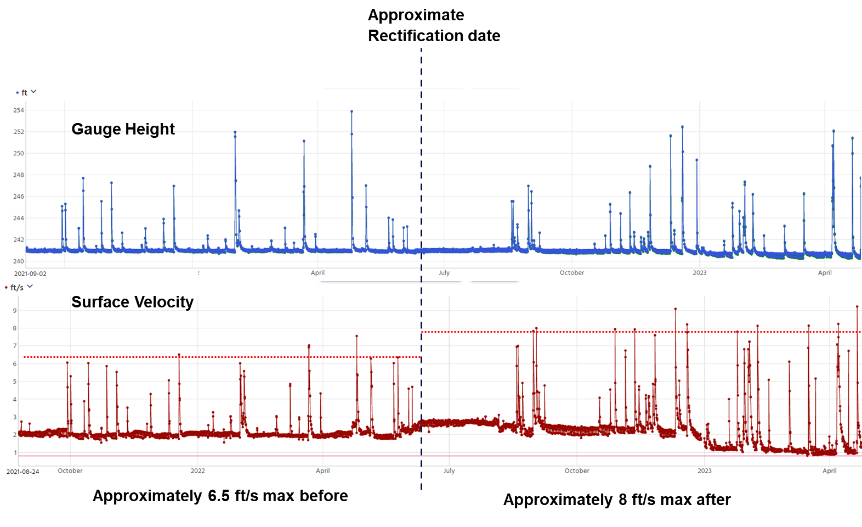 Approximate
Rectification date
ft
Gauge Height
254
252
250
248
246
244
242
240
2021-09-02
April
July
October
2023
April
ft/s
Surface Velocity
9
8
7
6
5
4
3
2
1
2021-08-24
October
2022
April
July
October
2023
April
Approximately 6.5 ft/s max before
Approximately 8 ft/s max after